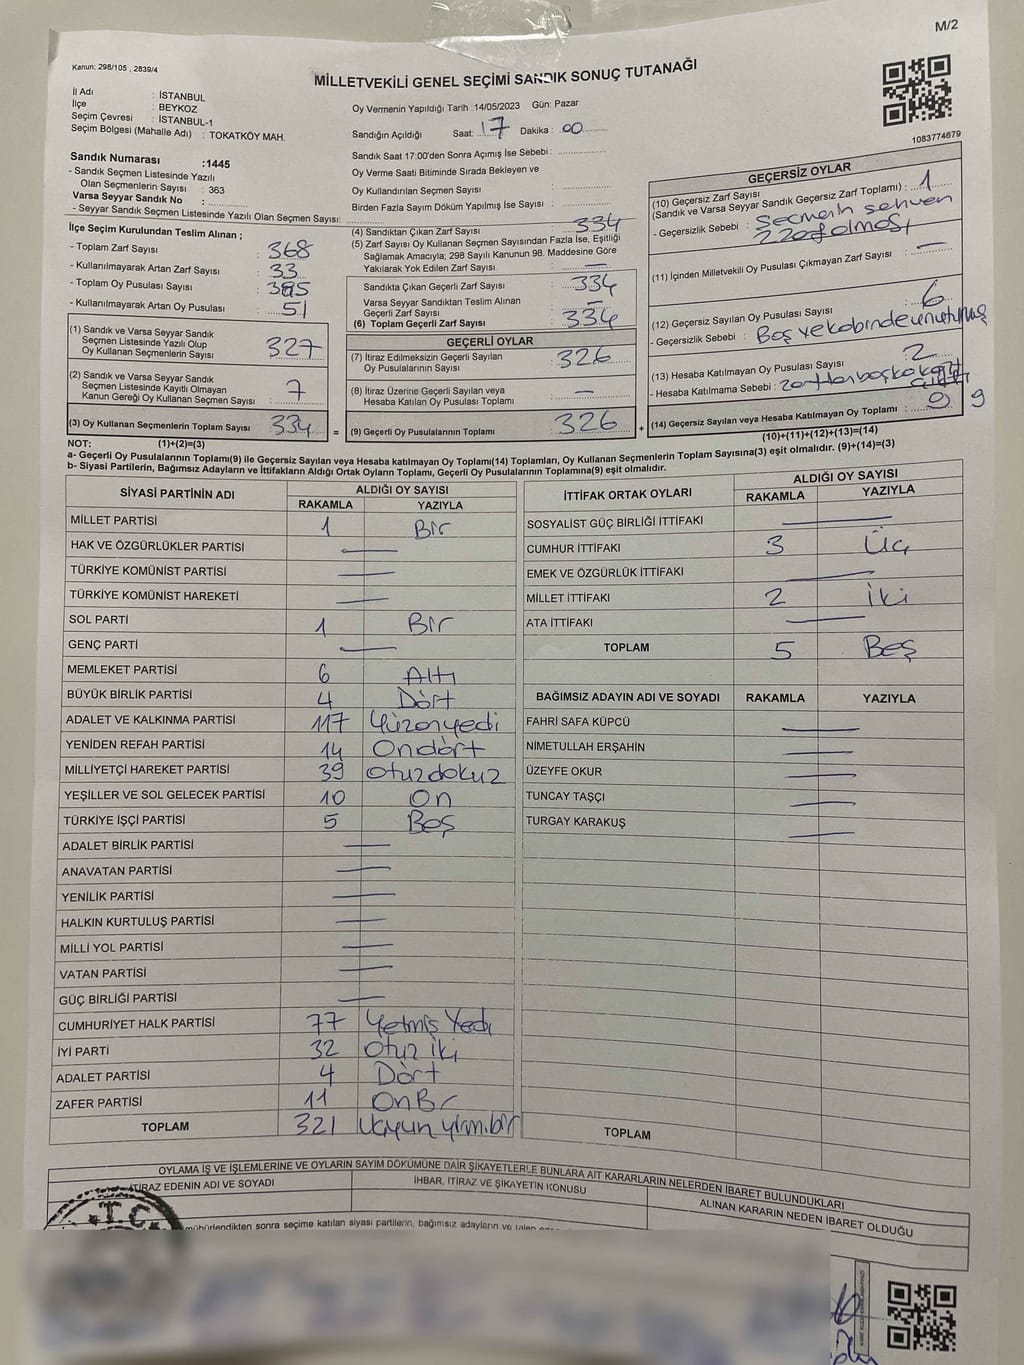 M/2
Kanun: 298/105 , 2839/4
MİLLETVEKİLİ GENEL SEÇİMİ SANDIK SONUÇ TUTANAĞI
İl Adı : İSTANBUL
İlçe : BEYKOZ
Seçim Çevresi : İSTANBUL-1
Seçim Bölgesi (Mahalle Adı) : TOKATKÖY MAH.
Sandık Numarası :1445
- Sandık Seçmen Listesinde Yazılı
Olan Seçmenlerin Sayısı : 363
Varsa Seyyar Sandık No :
- Seyyar Sandık Seçmen Listesinde Yazılı Olan Seçmen Sayısı:
Oy Vermenin Yapıldığı Tarih :14/05/2023 Gün: Pazar
Sandığın Açıldığı Saat: 17 Dakika : 00
Sandık Saat 17:00'den Sonra Açımış İse Sebebi :
Oy Verme Saati Bitiminde Sırada Bekleyen ve
Oy Kullandırılan Seçmen Sayısı :
Birden Fazla Sayım Döküm Yapılmış İse Sayısı :
1083774679
İlçe Seçim Kurulundan Teslim Alınan ;
- Toplam Zarf Sayısı : 368
- Kullanılmayarak Artan Zarf Sayısı : 33
- Toplam Oy Pusulası Sayısı : 385
- Kullanılmayarak Artan Oy Pusulası : 51
(1) Sandık ve Varsa Seyyar Sandık
Seçmen Listesinde Yazılı Olup
Oy Kullanan Seçmenlerin Sayısı : 327
(2) Sandık ve Varsa Seyyar Sandık
Seçmen Listesinde Kayıtlı Olmayan
Kanun Gereği Oy Kullanan Seçmen Sayısı : 7
(3) Oy Kullanan Seçmenlerin Toplam Sayısı : 334 =
(4) Sandıktan Çıkan Zarf Sayısı : 334
(5) Zarf Sayısı Oy Kullanan Seçmen Sayısından Fazla İse, Eşitliği
Sağlamak Amacıyla; 298 Sayılı Kanunun 98. Maddesine Göre
Yakılarak Yok Edilen Zarf Sayısı : —
Sandıkta Çıkan Geçerli Zarf Sayısı : 334
Varsa Seyyar Sandıktan Teslim Alınan
Geçerli Zarf Sayısı : —
(6) Toplam Geçerli Zarf Sayısı : 334
GEÇERLİ OYLAR
(7) İtiraz Edilmeksizin Geçerli Sayılan
Oy Pusulasının Sayısı : 326
(8) İtiraz Üzerine Geçerli Sayılan veya
Hesaba Katılan Oy Pusulası Toplamı : —
(9) Geçerli Oy Pusulalarının Toplamı : 326 +
GEÇERSİZ OYLAR
(10) Geçersiz Zarf Sayısı
(Sandık ve Varsa Seyyar Sandık Geçersiz Zarf Toplamı) : 1
- Geçersizlik Sebebi : Seçmenin sehven
2 zarf olması
(11) İçinden Milletvekili Oy Pusulası Çıkmayan Zarf Sayısı : —
(12) Geçersiz Sayılan Oy Pusulası Sayısı : 6
- Geçersizlik Sebebi : Boş ve kabinde unutulmuş
(13) Hesaba Katılmayan Oy Pusulası Sayısı : 2
- Hesaba Katılmama Sebebi : zarftan başka kağıt
çıktı
(14) Geçersiz Sayılan veya Hesaba Katılmayan Oy Toplamı : 9 9
(10)+(11)+(12)+(13)=(14)
NOT: (1)+(2)=(3)
a- Geçerli Oy Pusulalarının Toplamı(9) ile Geçersiz Sayılan veya Hesaba katılmayan Oy Toplamı(14) Toplamları, Oy Kullanan Seçmenlerin Toplam Sayısına(3) eşit olmalıdır. (9)+(14)=(3)
b- Siyasi Partilerin, Bağımsız Adayların ve İttifakların Aldığı Ortak Oyların Toplamı, Geçerli Oy Pusulalarının Toplamına(9) eşit olmalıdır.
SİYASİ PARTİNİN ADI ALDIĞI OY SAYISI
RAKAMLA YAZIYLA
MİLLET PARTİSİ 1 Bir
HAK VE ÖZGÜRLÜKLER PARTİSİ —
TÜRKİYE KOMÜNİST PARTİSİ —
TÜRKİYE KOMÜNİST HAREKETİ —
SOL PARTİ 1 Bir
GENÇ PARTİ —
MEMLEKET PARTİSİ 6 Altı
BÜYÜK BİRLİK PARTİSİ 4 Dört
ADALET VE KALKINMA PARTİSİ 117 Yüzonyedi
YENİDEN REFAH PARTİSİ 14 Ondört
MİLLİYETÇİ HAREKET PARTİSİ 39 otuzdokuz
YEŞİLLER VE SOL GELECEK PARTİSİ 10 On
TÜRKİYE İŞÇİ PARTİSİ 5 Beş
ADALET BİRLİK PARTİSİ —
ANAVATAN PARTİSİ —
YENİLİK PARTİSİ —
HALKIN KURTULUŞ PARTİSİ —
MİLLİ YOL PARTİSİ —
VATAN PARTİSİ —
GÜÇ BİRLİĞİ PARTİSİ —
CUMHURİYET HALK PARTİSİ 77 Yetmiş Yedi
İYİ PARTİ 32 Otuz iki
ADALET PARTİSİ 4 Dört
ZAFER PARTİSİ 11 OnBr
TOPLAM 321
İTTİFAK ORTAK OYLARI ALDIĞI OY SAYISI
RAKAMLA YAZIYLA
SOSYALİST GÜÇ BİRLİĞİ İTTİFAKI —
CUMHUR İTTİFAKI 3 Üç
EMEK VE ÖZGÜRLÜK İTTİFAKI —
MİLLET İTTİFAKI 2 İki
ATA İTTİFAKI —
TOPLAM 5 Beş
BAĞIMSIZ ADAYIN ADI VE SOYADI RAKAMLA YAZIYLA
FAHRİ SAFA KÜPCÜ —
NİMETULLAH ERŞAHİN —
ÜZEYFE OKUR —
TUNCAY TAŞÇI —
TURGAY KARAKUŞ —
TOPLAM
OYLAMA İŞ VE İŞLEMLERINE VE OYLARIN SAYIM DÖKÜMÜNE DAİR ŞİKAYETLERLE BUNLARA AİT KARARLARIN NELERDEN İBARET BULUNDUKLARI
İTİRAZ EDENİN ADI VE SOYADI
İHBAR, İTİRAZ VE ŞİKAYETİN KONUSU
ALINAN KARARIN NEDEN İBARET OLDUĞU
T.C.
mühürlendikten sonra seçime katılan siyasi partilerin, bağımsız adayların ve